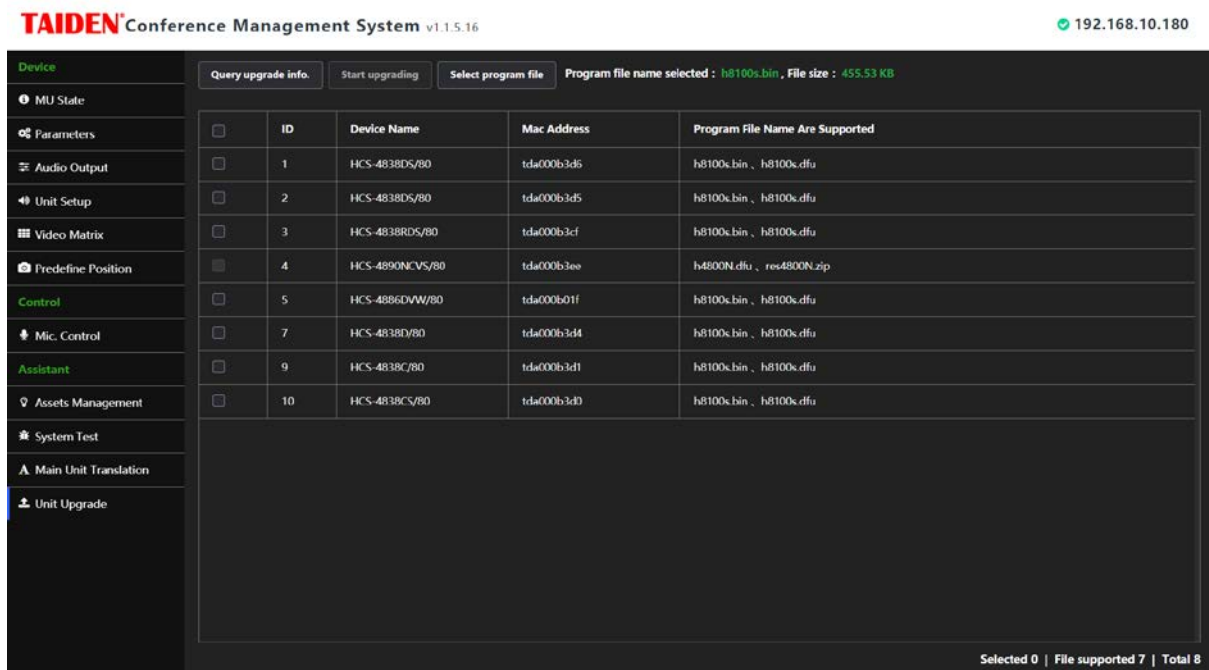 TAIDEN® Conference Management System v1.1.5.16
192.168.10.180
Device
MU State
Parameters
Audio Output
Unit Setup
Video Matrix
Predefine Position
Control
Mic. Control
Assistant
Assets Management
System Test
Main Unit Translation
Unit Upgrade
Query upgrade info. Start upgrading Select program file Program file name selected : h8100s.bin , File size : 455.53 KB
ID Device Name Mac Address Program File Name Are Supported
1 HCS-4838DS/80 tda000b3d6 h8100s.bin 、 h8100s.dfu
2 HCS-4838DS/80 tda000b3d5 h8100s.bin 、 h8100s.dfu
3 HCS-4838RDS/80 tda000b3cf h8100s.bin 、 h8100s.dfu
4 HCS-4890NCVS/80 tda000b3ee h4800N.dfu 、 res4800N.zip
5 HCS-4886DVW/80 tda000b01f h8100s.bin 、 h8100s.dfu
7 HCS-4838D/80 tda000b3d4 h8100s.bin 、 h8100s.dfu
9 HCS-4838C/80 tda000b3d1 h8100s.bin 、 h8100s.dfu
10 HCS-4838CS/80 tda000b3d0 h8100s.bin 、 h8100s.dfu
Selected 0 | File supported 7 | Total 8